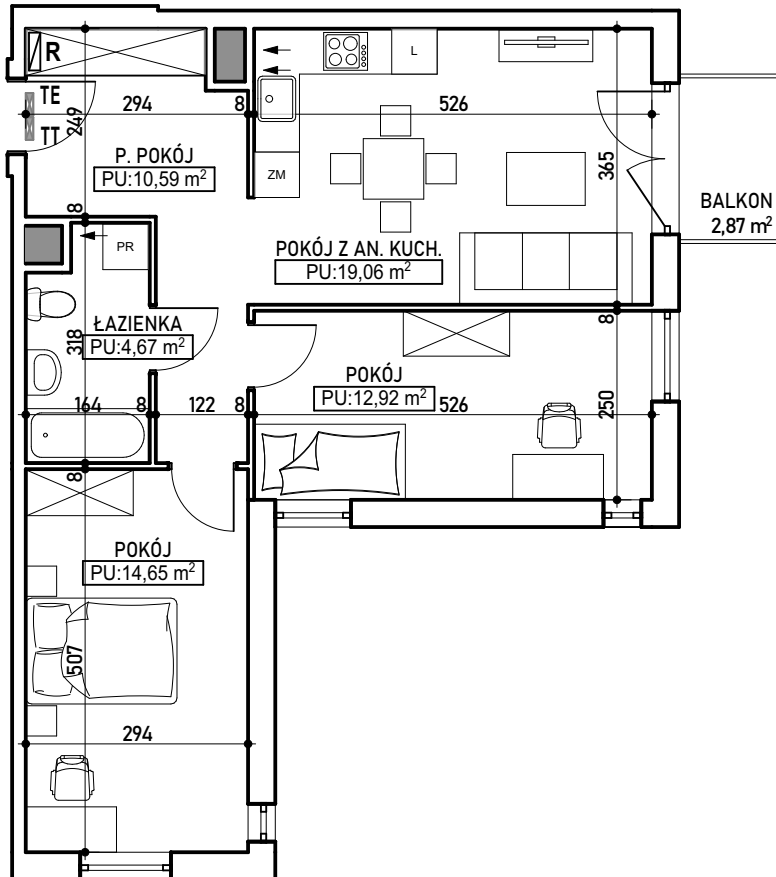 R
TE
TT
294
249
8
8
P. POKÓJ
PU:10,59 m²
L
ZM
526
365
POKÓJ Z AN. KUCH.
PU:19,06 m²
BALKON
2,87 m²
PR
ŁAZIENKA
PU:4,67 m²
318
164
8
122
8
8
POKÓJ
PU:12,92 m²
526
250
8
POKÓJ
PU:14,65 m²
507
294